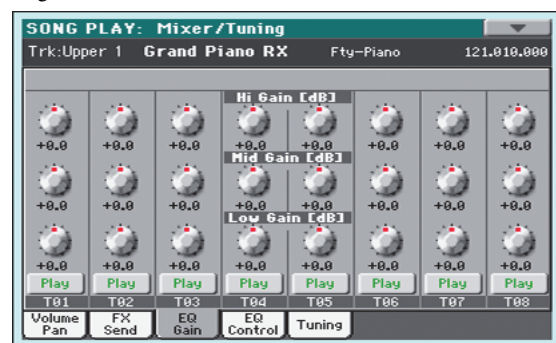 SONG PLAY: Mixer/Tuning
Trk:Upper 1 Grand Piano RX Fty-Piano 121.010.000
Hi Gain [dB]
+0.0 +0.0 +0.0 +0.0 +0.0 +0.0 +0.0 +0.0
Mid Gain [dB]
+0.0 +0.0 +0.0 +0.0 +0.0 +0.0 +0.0 +0.0
Low Gain [dB]
+0.0 +0.0 +0.0 +0.0 +0.0 +0.0 +0.0 +0.0
Play Play Play Play Play Play Play Play
T01 T02 T03 T04 T05 T06 T07 T08
Volume Pan FX Send EQ Gain EQ Control Tuning